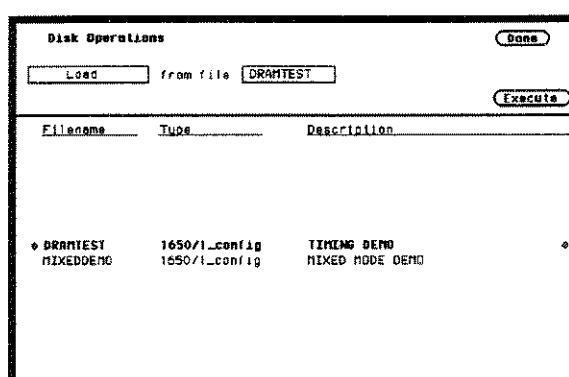 Disk Operations Done
Load from file DRAMTEST
Execute
Filename Type Description
DRAMTEST 1650/1_config TIMING DEMO
MIXEDDEMO 1650/1_config MIXED MODE DEMO